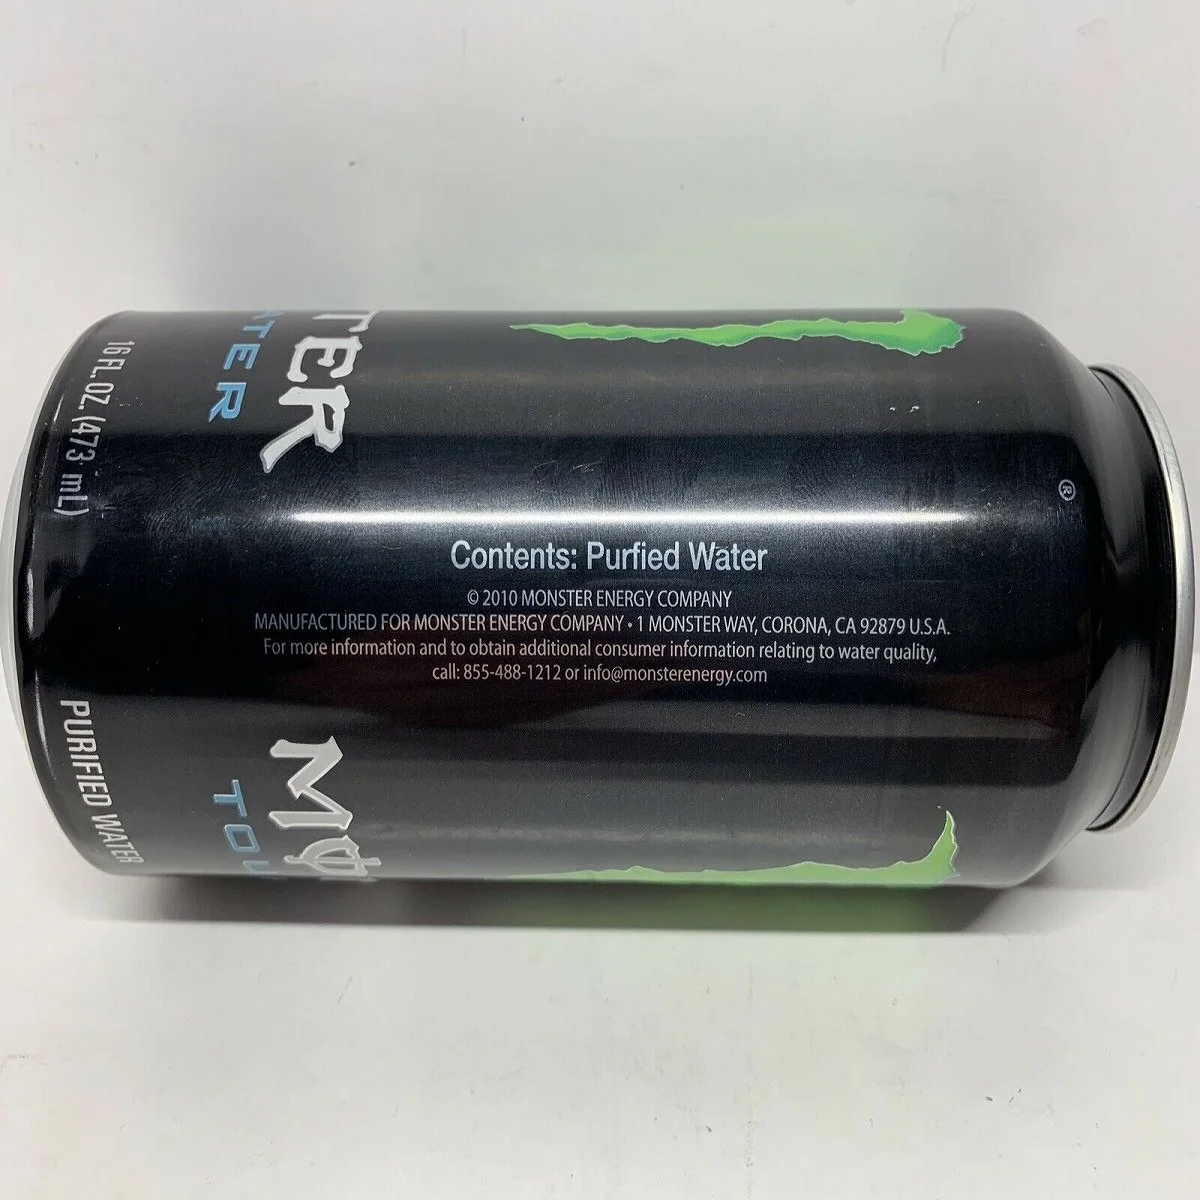 Contents: Purfied Water
© 2010 MONSTER ENERGY COMPANY
MANUFACTURED FOR MONSTER ENERGY COMPANY • 1 MONSTER WAY, CORONA, CA 92879 U.S.A.
For more information and to obtain additional consumer information relating to water quality,
call: 855-488-1212 or info@monsterenergy.com
TER
ATER
16 FL. OZ. (473 mL)
MO
TOU
PURIFIED WATER
®